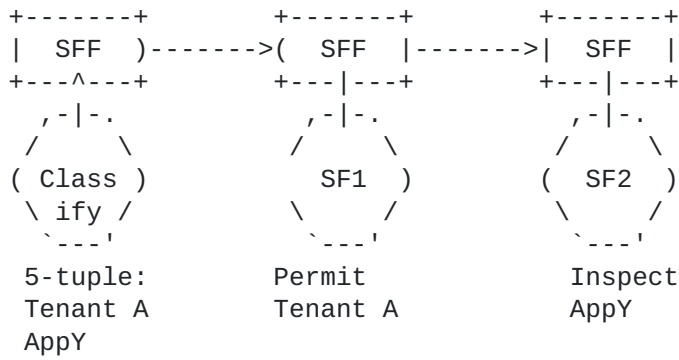 SFF SFF SFF
Class SF1 SF2
ify
5-tuple: Permit Inspect
Tenant A Tenant A AppY
AppY